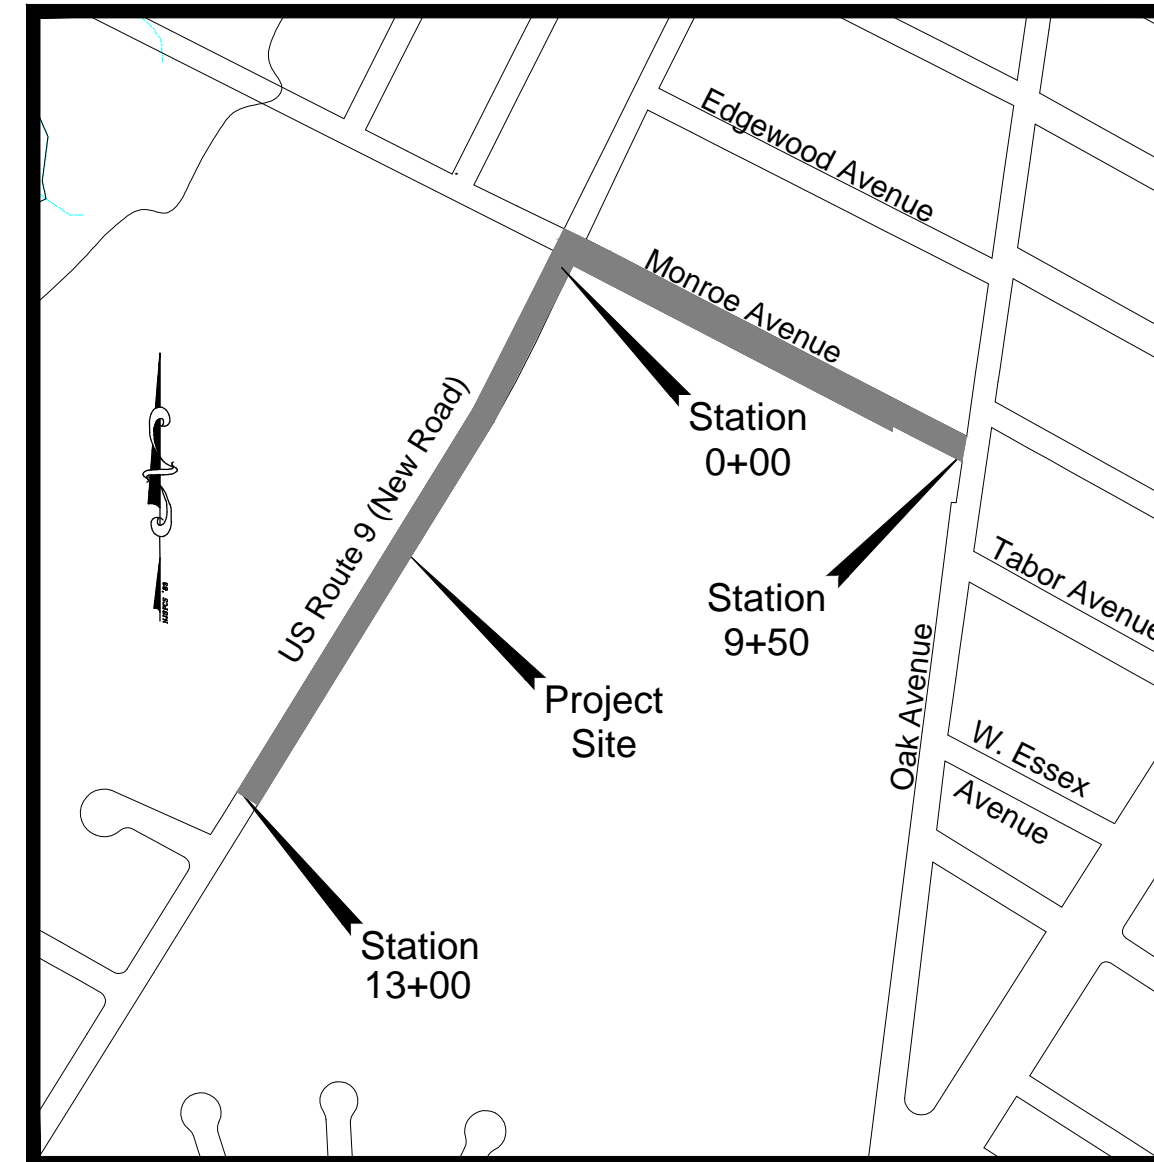 Edgewood Avenue
Monroe Avenue
Station
0+00
US Route 9 (New Road)
Station
9+50
Tabor Avenue
Project
Site
Oak Avenue
W. Essex
Avenue
Station
13+00